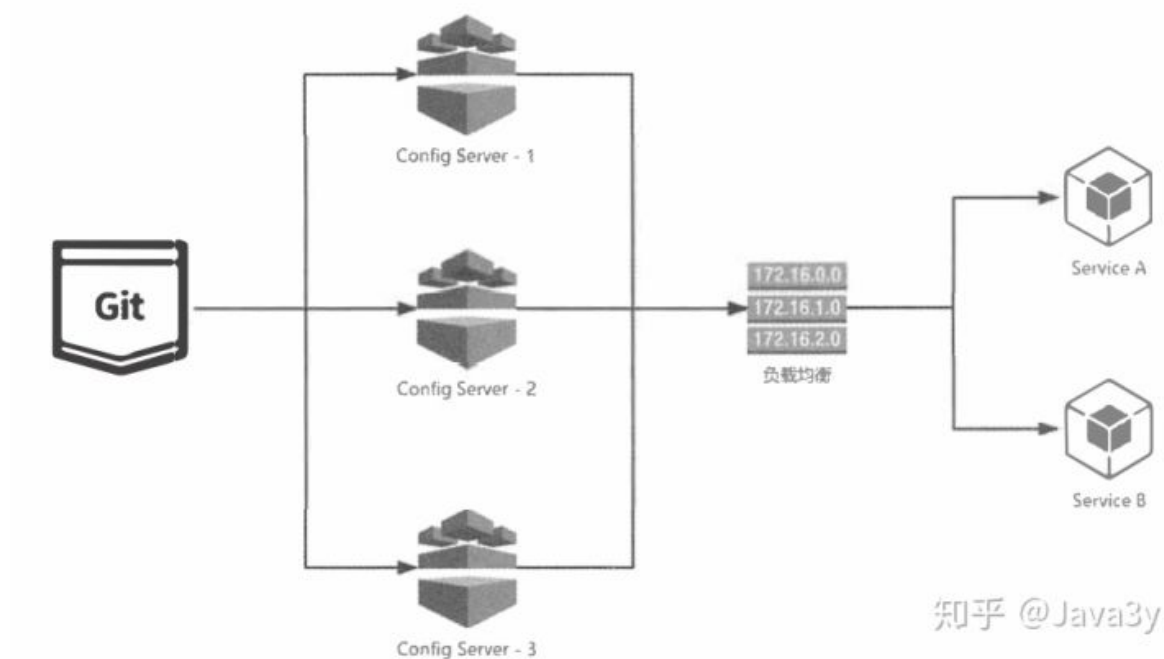 Config Server - 1
Git
172.16.0.0
172.16.1.0
172.16.2.0
负载均衡
Service A
Config Server - 2
Service B
Config Server - 3
知乎 @Java3y